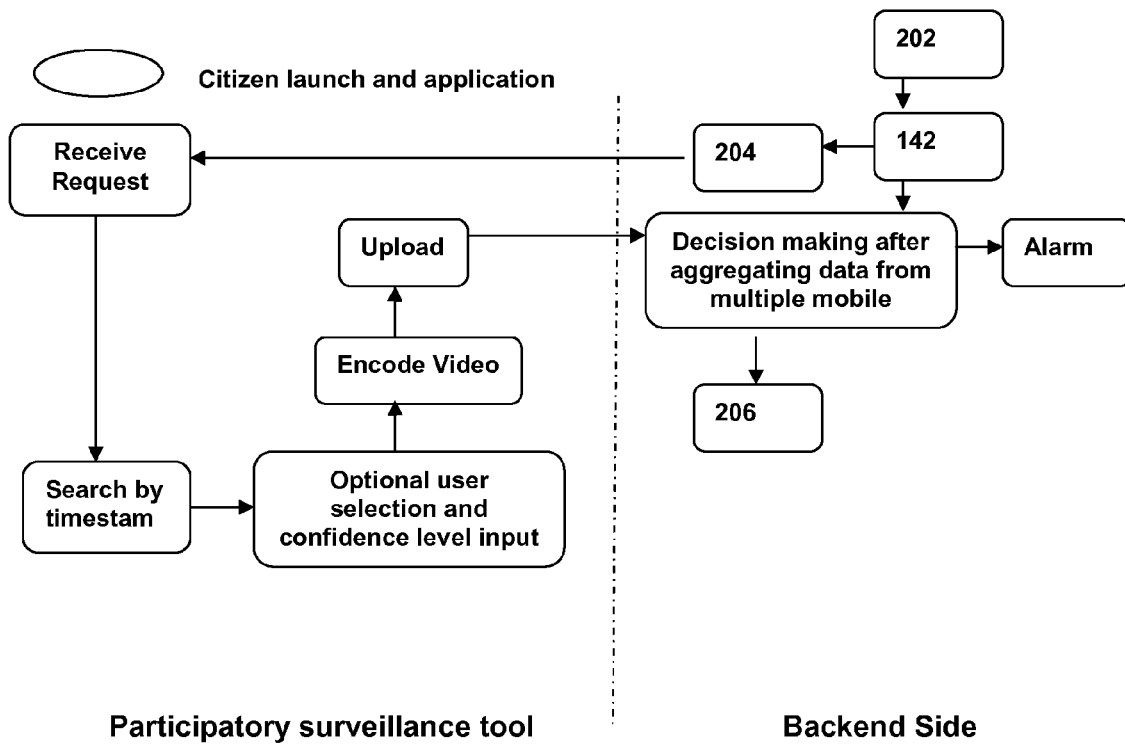 202
Citizen launch and application
Receive
Request
204
142
Upload
Decision making after
aggregating data from
multiple mobile
Alarm
Encode Video
206
Search by
timestam
Optional user
selection and
confidence level input
Participatory surveillance tool
Backend Side